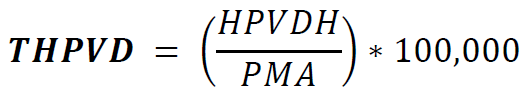 THPVD = (HPVDH / PMA) * 100,000